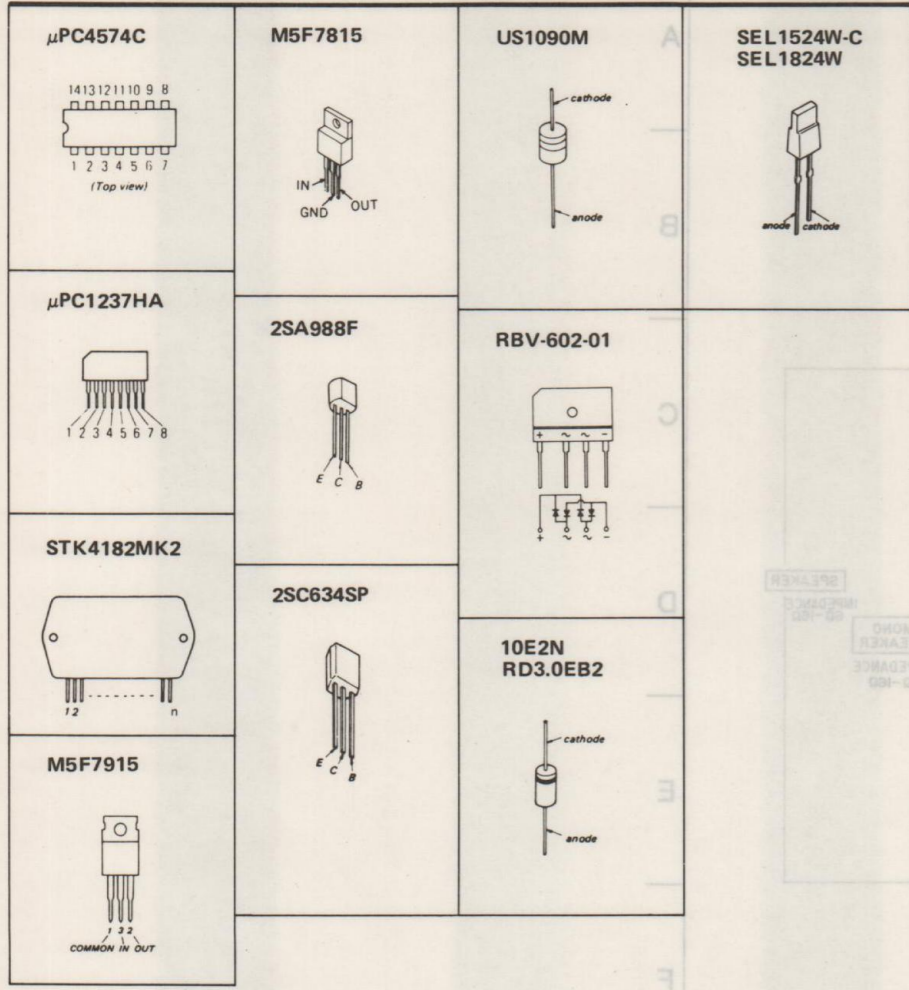 μPC4574C
14 13 12 11 10 9 8
1 2 3 4 5 6 7
(Top view)
μPC1237HA
1 2 3 4 5 6 7 8
STK4182MK2
1 2 n
M5F7915
1 3 2
COMMON IN OUT
M5F7815
IN
GND OUT
2SA988F
E C B
2SC634SP
E C B
US1090M
cathode
anode
RBV-602-01
+ ~ ~ -
+ ~ ~ -
10E2N
RD3.0EB2
cathode
anode
SEL1524W-C
SEL1824W
anode cathode
A
B
C
D
E
F
SPEAKER
IMPEDANCE